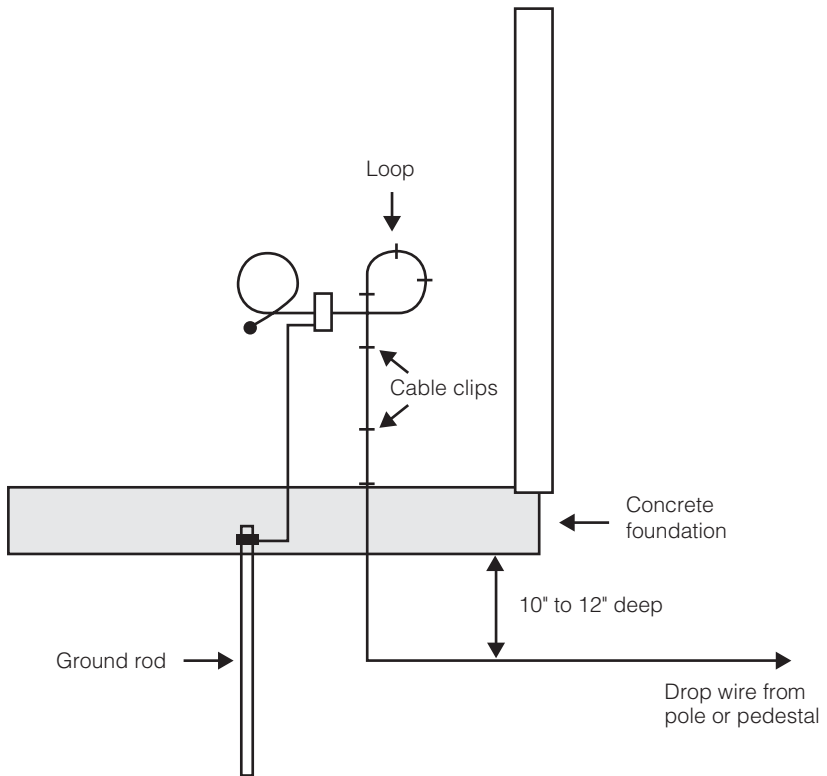 Loop
Cable clips
Concrete
foundation
10" to 12" deep
Ground rod
Drop wire from
pole or pedestal